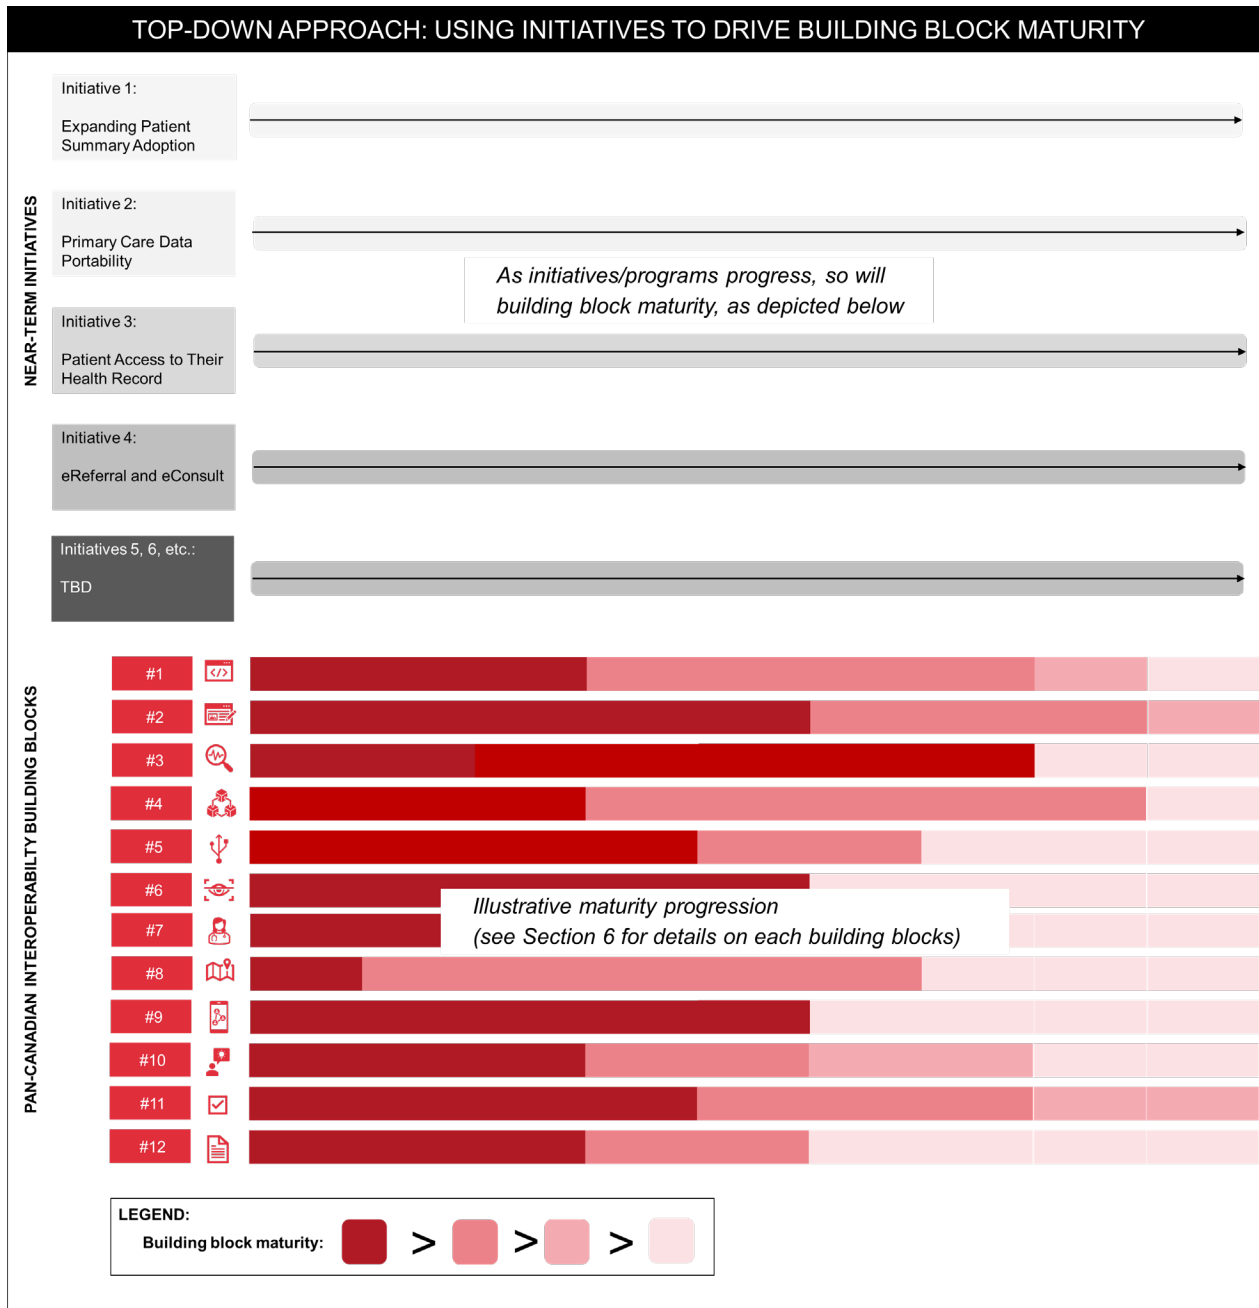 TOP-DOWN APPROACH: USING INITIATIVES TO DRIVE BUILDING BLOCK MATURITY
NEAR-TERM INITIATIVES
Initiative 1:
Expanding Patient
Summary Adoption
Initiative 2:
Primary Care Data
Portability
As initiatives/programs progress, so will
building block maturity, as depicted below
Initiative 3:
Patient Access to Their
Health Record
Initiative 4:
eReferral and eConsult
Initiatives 5, 6, etc.:
TBD
PAN-CANADIAN INTEROPERABILTY BUILDING BLOCKS
#1
</>
#2
#3
#4
#5
#6
Illustrative maturity progression
(see Section 6 for details on each building blocks)
#7
#8
#9
#10
#11
#12
LEGEND:
Building block maturity: > > >